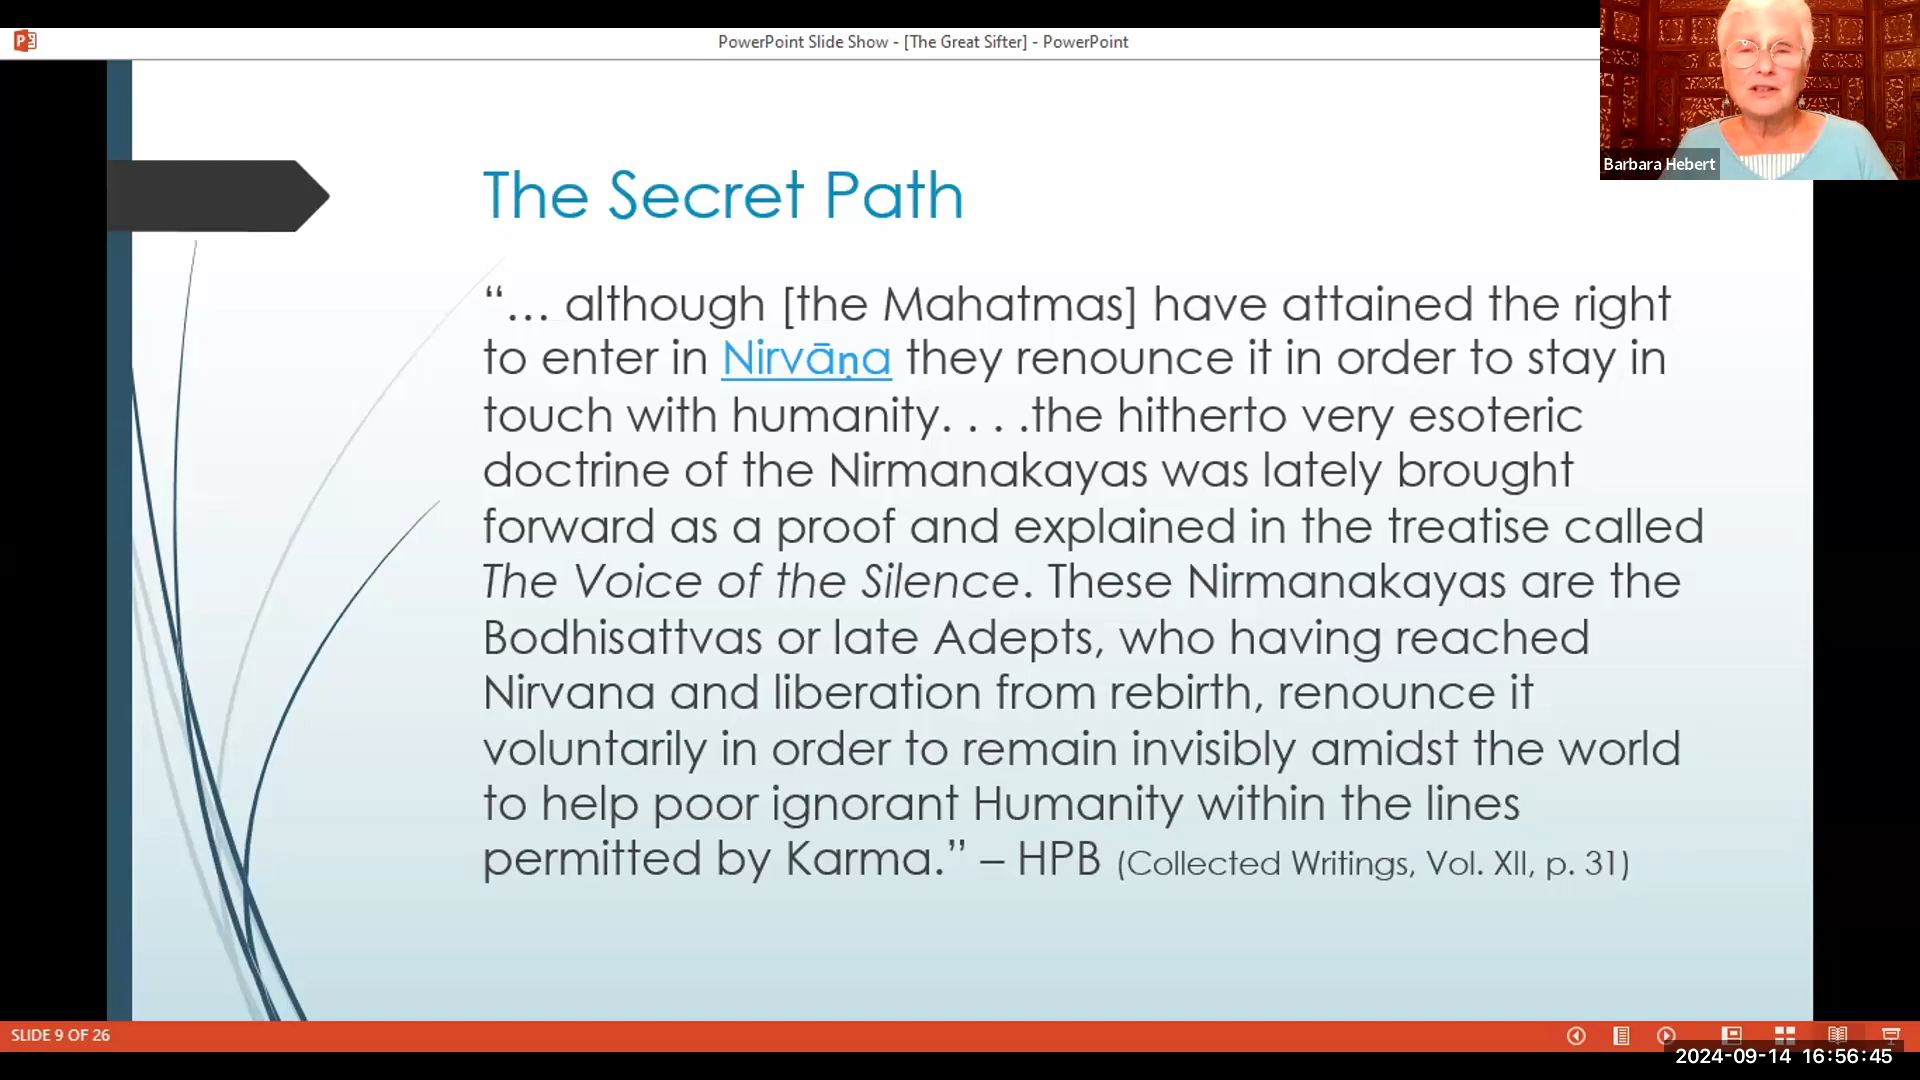 PowerPoint Slide Show - [The Great Sifter] - PowerPoint
Barbara Hebert
The Secret Path
“… although [the Mahatmas] have attained the right
to enter in Nirvāṇa they renounce it in order to stay in
touch with humanity. . . .the hitherto very esoteric
doctrine of the Nirmanakayas was lately brought
forward as a proof and explained in the treatise called
The Voice of the Silence. These Nirmanakayas are the
Bodhisattvas or late Adepts, who having reached
Nirvana and liberation from rebirth, renounce it
voluntarily in order to remain invisibly amidst the world
to help poor ignorant Humanity within the lines
permitted by Karma.” – HPB (Collected Writings, Vol. XII, p. 31)
SLIDE 9 OF 26
2024-09-14 16:56:45